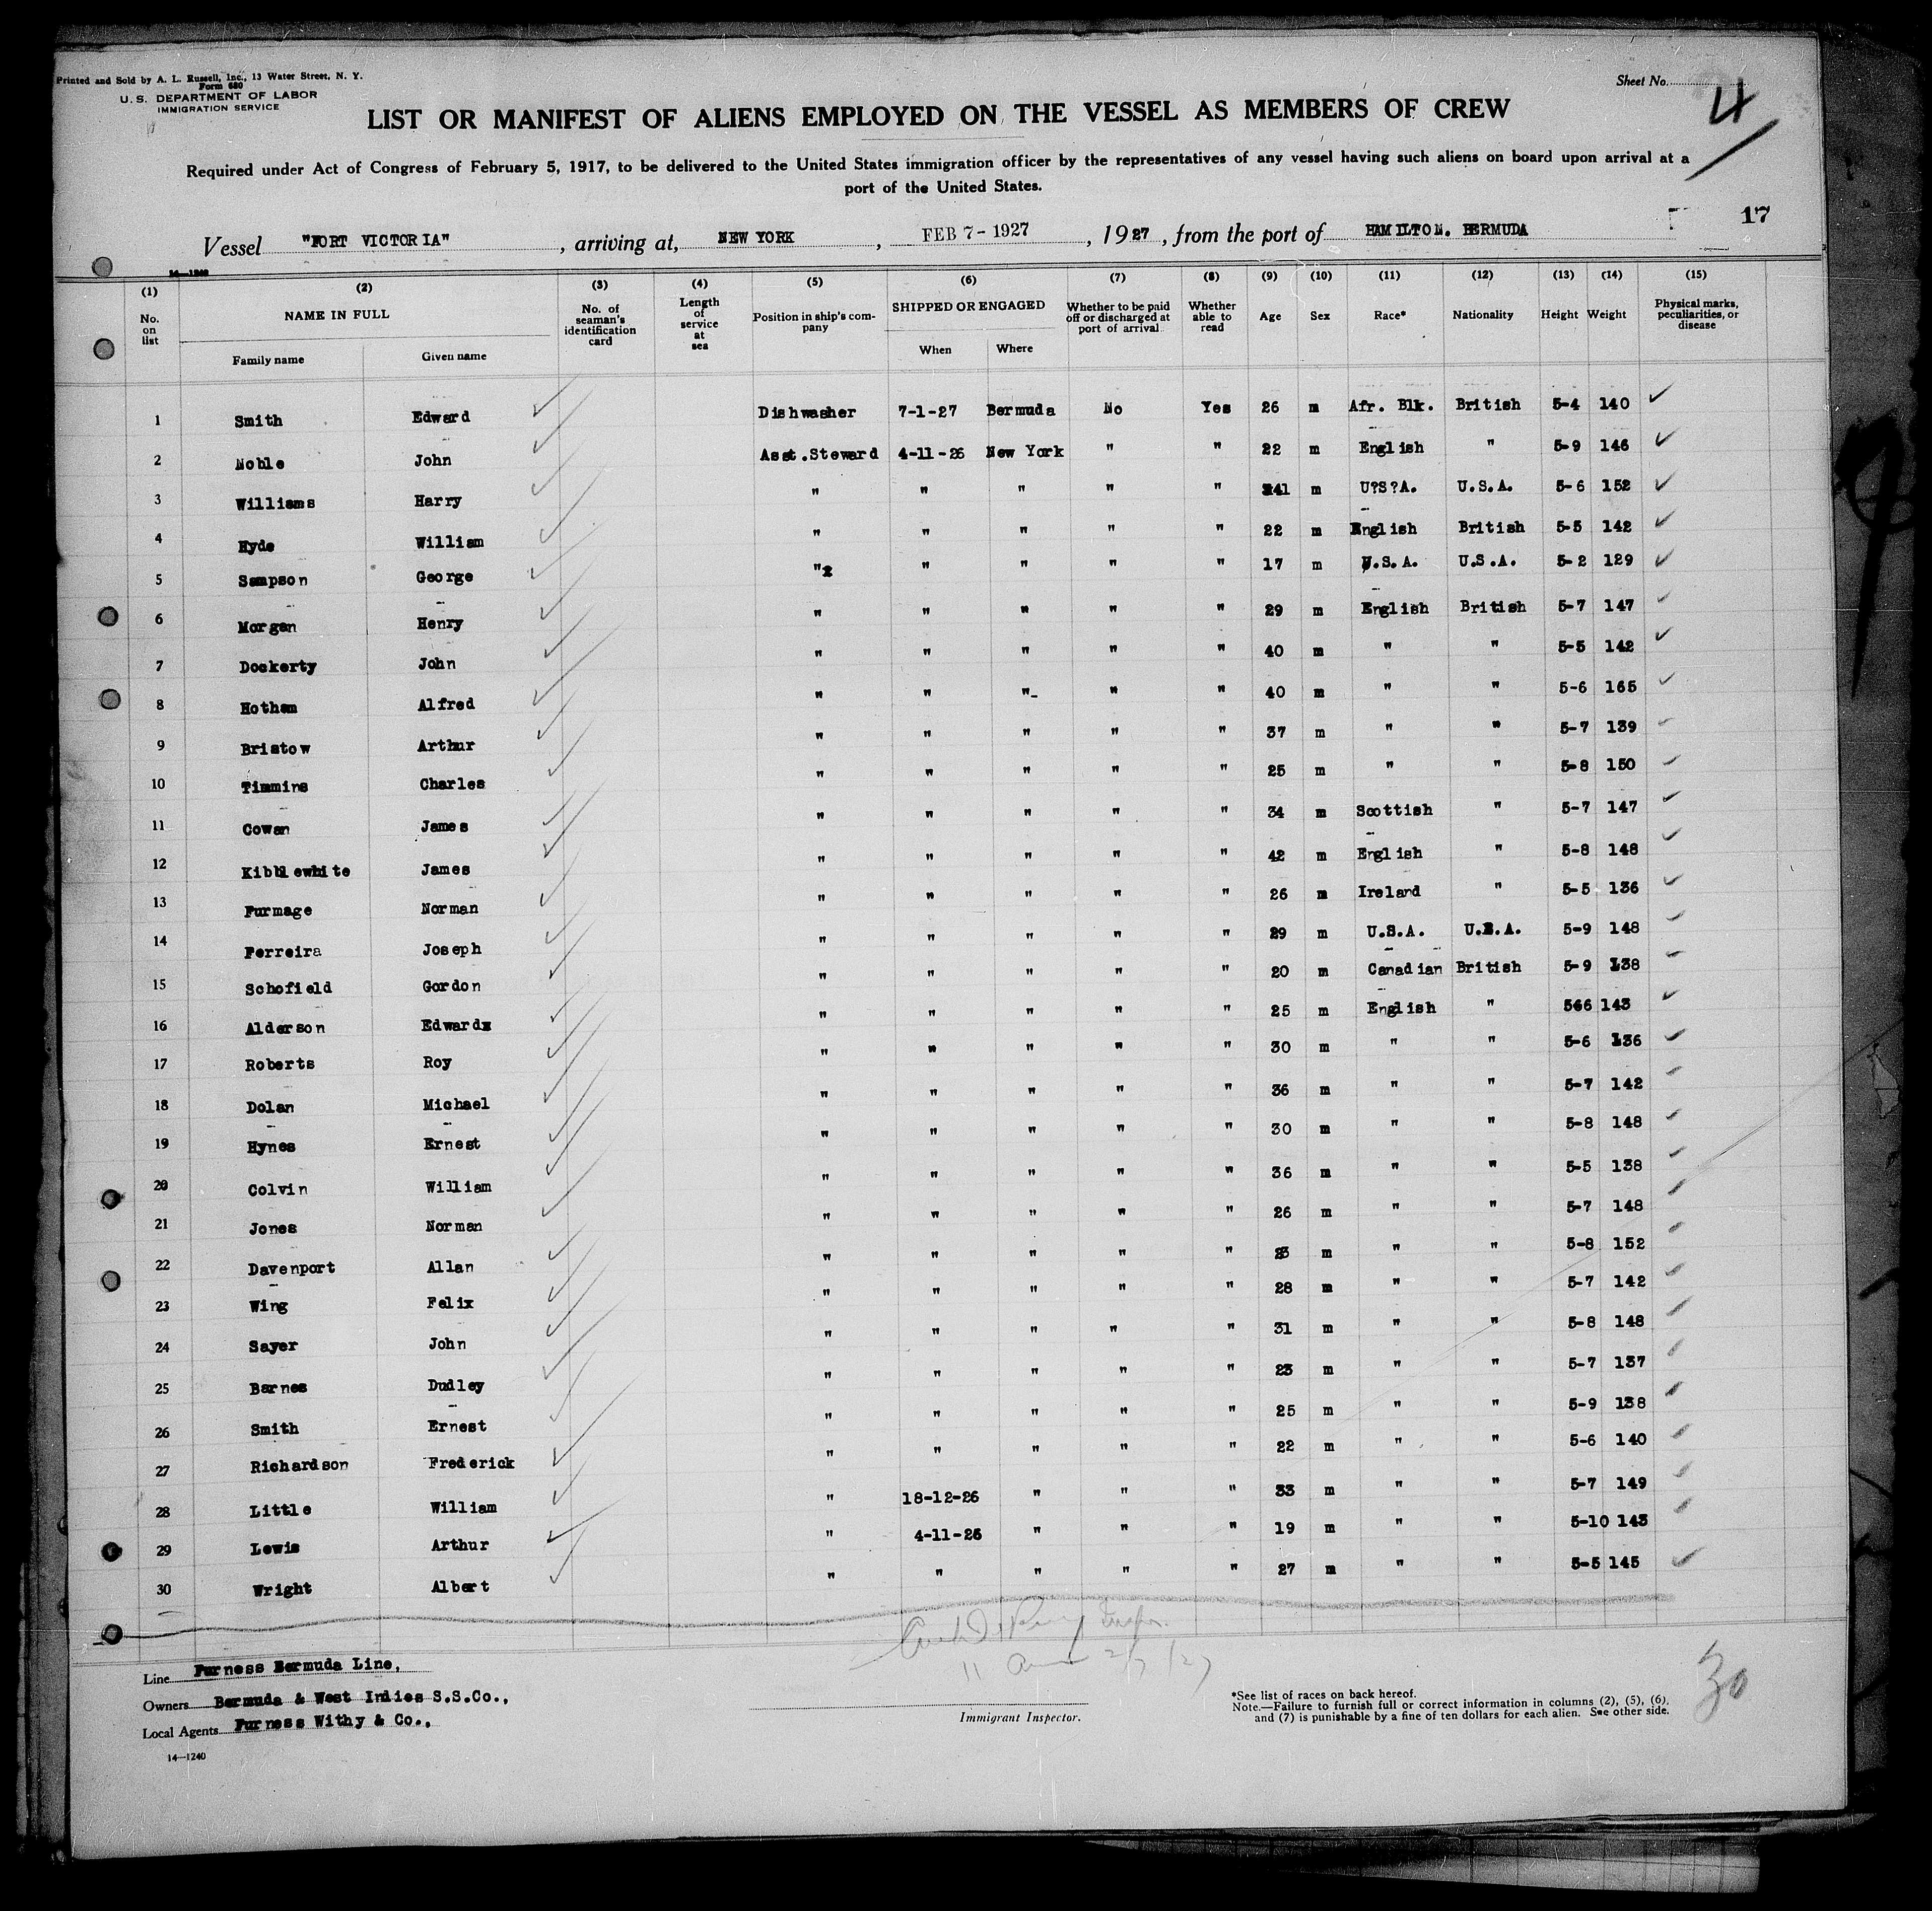 Printed and Sold by A. L. Russell, Inc., 13 Water Street, N. Y.
Form 680
U. S. DEPARTMENT OF LABOR
IMMIGRATION SERVICE
Sheet No.
4
LIST OR MANIFEST OF ALIENS EMPLOYED ON THE VESSEL AS MEMBERS OF CREW
Required under Act of Congress of February 5, 1917, to be delivered to the United States immigration officer by the representatives of any vessel having such aliens on board upon arrival at a
port of the United States.
17
Vessel "FORT VICTORIA", arriving at, NEW YORK, FEB 7 - 1927, 1927, from the port of HAMILTON. BERMUDA
14—1240
(1) (2) (3) (4) (5) (6) (7) (8) (9) (10) (11) (12) (13) (14) (15)
No. on list NAME IN FULL Family name Given name No. of seaman's identification card Length of service at sea Position in ship's company SHIPPED OR ENGAGED When Where Whether to be paid off or discharged at port of arrival. Whether able to read Age Sex Race* Nationality Height Weight Physical marks, peculiarities, or disease
1 Smith Edward Dishwasher 7-1-27 Bermuda No Yes 26 m Afr. Blk. British 5-4 140
2 Noble John Asst.Steward 4-11-26 New York " " 22 m English " 5-9 146
3 Williams Harry " " " " " 41 m U?S?A. U.S.A. 5-6 152
4 Hyde William " " " " " 22 m English British 5-5 142
5 Sampson George " " " " " 17 m U.S.A. U.S.A. 5-2 129
6 Morgan Henry " " " " " 29 m English British 5-7 147
7 Dockerty John " " " " " 40 m " " 5-5 142
8 Hotham Alfred " " "- " " 40 m " " 5-6 165
9 Bristow Arthur " " " " " 37 m " " 5-7 139
10 Timmins Charles " " " " " 25 m " " 5-8 150
11 Cowan James " " " " " 34 m Scottish " 5-7 147
12 Kibblewhite James " " " " " 42 m English " 5-8 148
13 Furmage Norman " " " " " 26 m Ireland " 5-5 136
14 Ferreira Joseph " " " " " 29 m U.S.A. U.S.A. 5-9 148
15 Schofield Gordon " " " " " 20 m Canadian British 5-9 138
16 Alderson Edwardx " " " " " 25 m English " 566 143
17 Roberts Roy " " " " " 30 m " " 5-6 136
18 Dolan Michael " " " " " 36 m " " 5-7 142
19 Hynes Ernest " " " " " 30 m " " 5-8 148
20 Colvin William " " " " " 36 m " " 5-5 138
21 Jones Norman " " " " " 26 m " " 5-7 148
22 Davenport Allan " " " " " m " " 5-8 152
23 Wing Felix " " " " " 28 m " " 5-7 142
24 Sayer John " " " " " 31 m " " 5-8 148
25 Barnes Dudley " " " " " 23 m " " 5-7 137
26 Smith Ernest " " " " " 25 m " " 5-9 138
27 Richardson Frederick " " " " " 22 m " " 5-6 140
28 Little William " 18-12-26 " " " 33 m " " 5-7 149
29 Lewis Arthur " 4-11-26 " " " 19 m " " 5-10 143
30 Wright Albert " " " " " 27 m " " 5-5 145
11 2/7/27
30
Line Furness Bermuda Line,
Owners Bermuda & West Indies S.S.Co.,
Local Agents Furness Withy & Co.,
14—1240
Immigrant Inspector.
*See list of races on back hereof.
Note.—Failure to furnish full or correct information in columns (2), (5), (6),
and (7) is punishable by a fine of ten dollars for each alien. See other side.